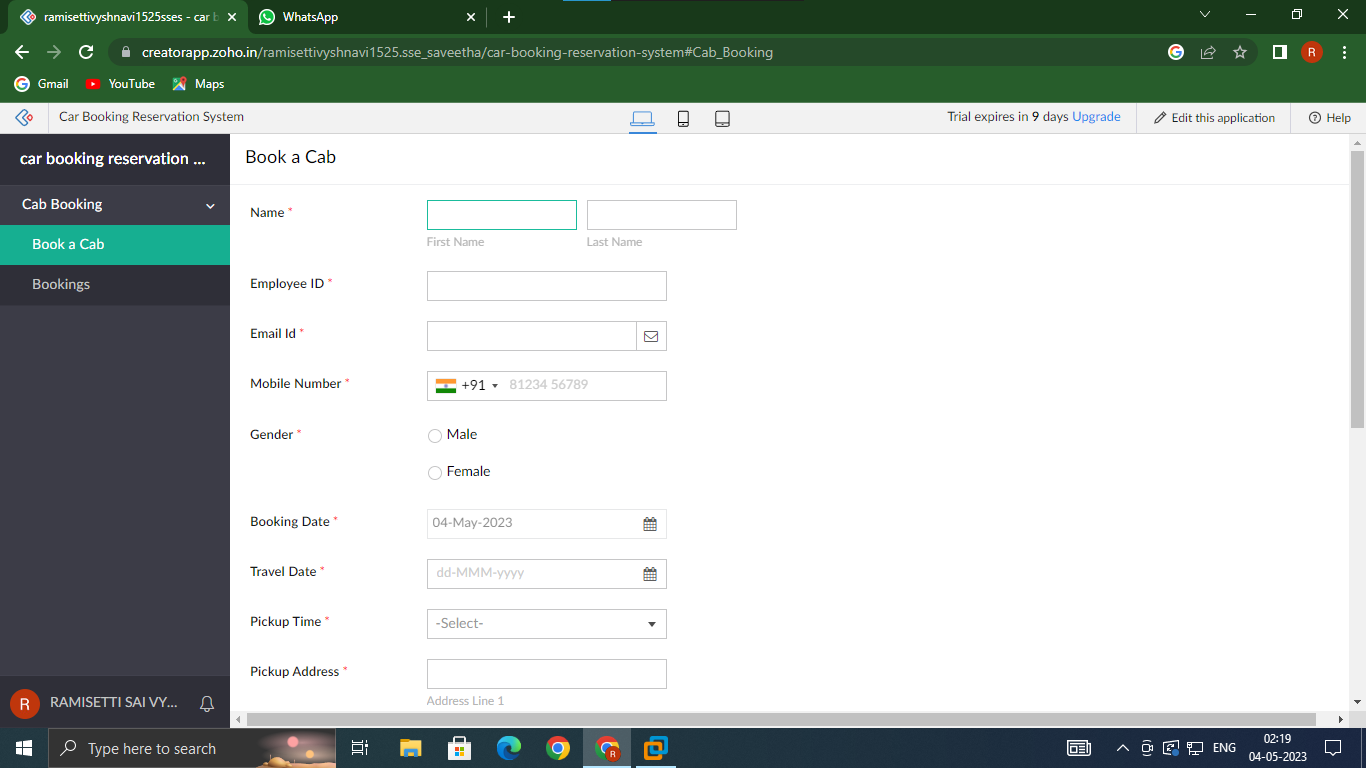 ramisettivyshnavi1525sses - car b
WhatsApp
creatorapp.zoho.in/ramisettivyshnavi1525.sse_saveetha/car-booking-reservation-system#Cab_Booking
R
Gmail
YouTube
Maps
Car Booking Reservation System
Trial expires in 9 days Upgrade
Edit this application
Help
car booking reservation ...
Cab Booking
Book a Cab
Bookings
Book a Cab
Name *
First Name
Last Name
Employee ID *
Email Id *
Mobile Number *
+91
81234 56789
Gender *
Male
Female
Booking Date *
04-May-2023
Travel Date *
dd-MMM-yyyy
Pickup Time *
-Select-
Pickup Address *
Address Line 1
R
RAMISETTI SAI VY...
Type here to search
R
ENG
02:19
04-05-2023